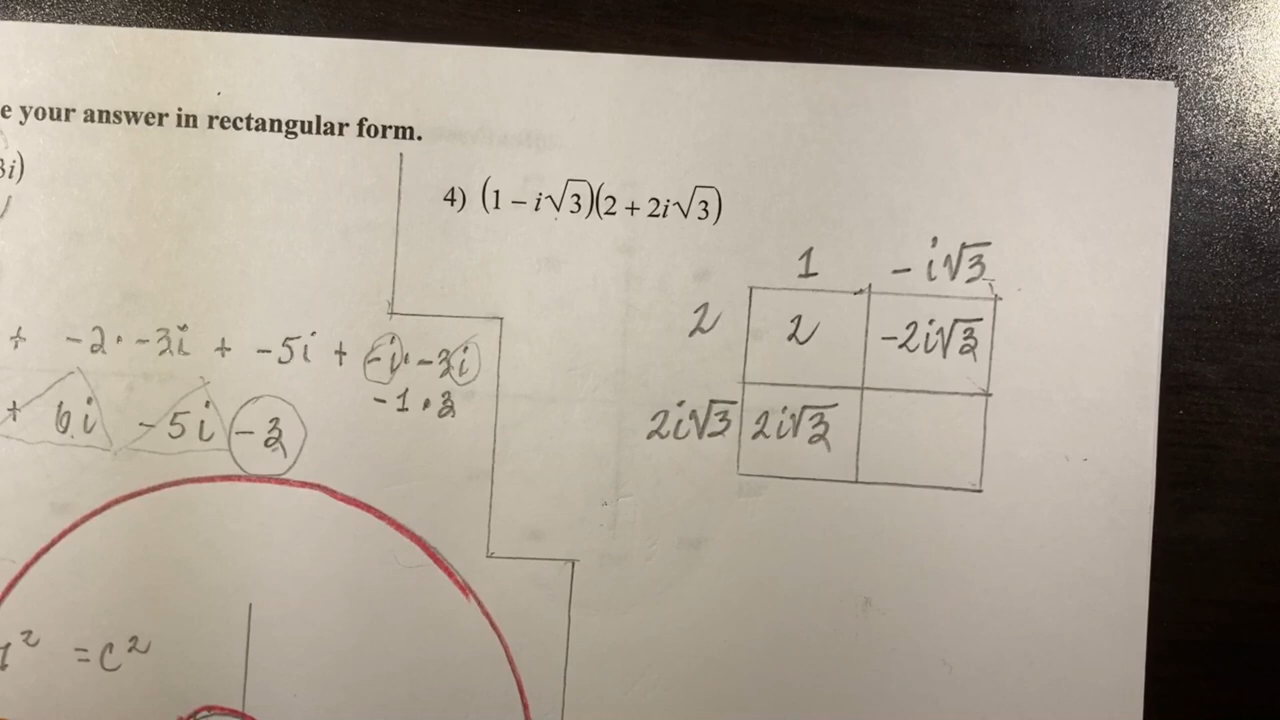 e your answer in rectangular form.
3i)
4) (1 – i√3)(2 + 2i√3)
1 -i√3
2 2 -2i√3
2i√3 2i√3
+ -2·-3i + -5i + -i·-3i
-1·3
+ 6i -5i -3
² = c²